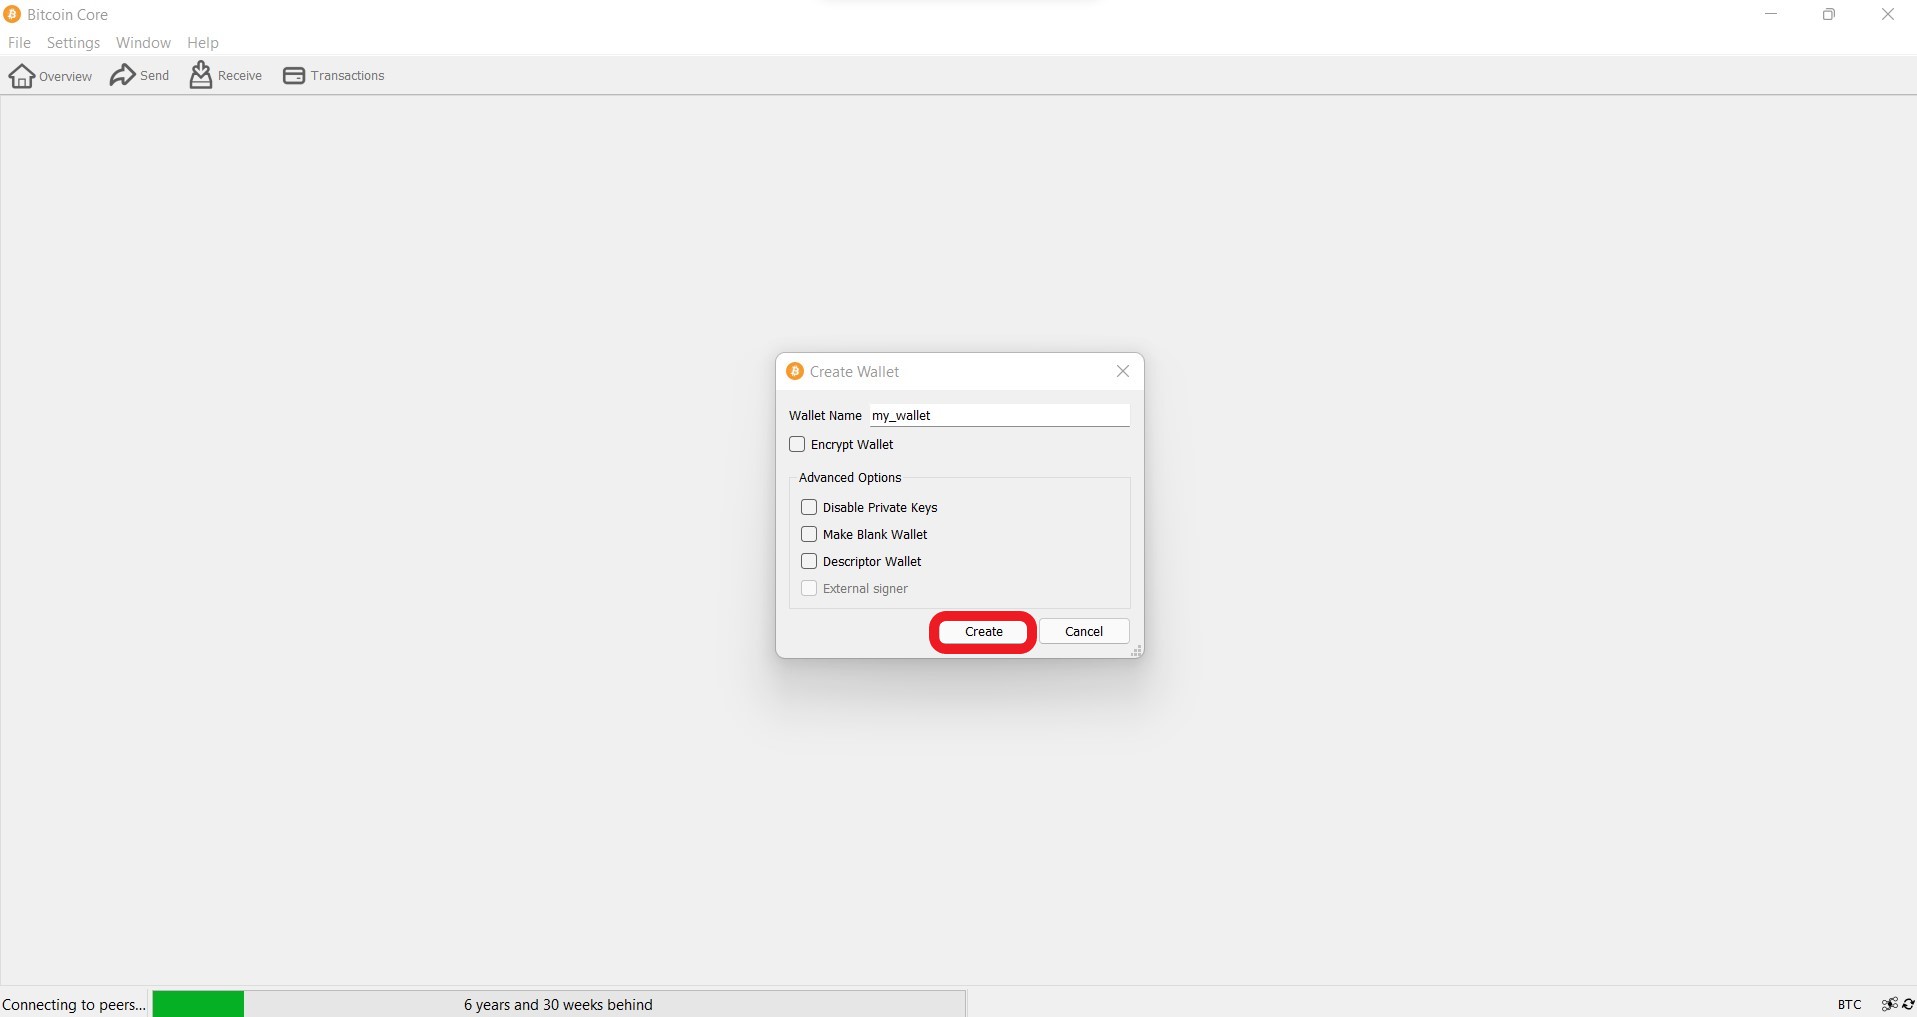 Bitcoin Core
File Settings Window Help
Overview Send Receive Transactions
Create Wallet
Wallet Name my_wallet
Encrypt Wallet
Advanced Options
Disable Private Keys
Make Blank Wallet
Descriptor Wallet
External signer
Create Cancel
Connecting to peers... 6 years and 30 weeks behind BTC